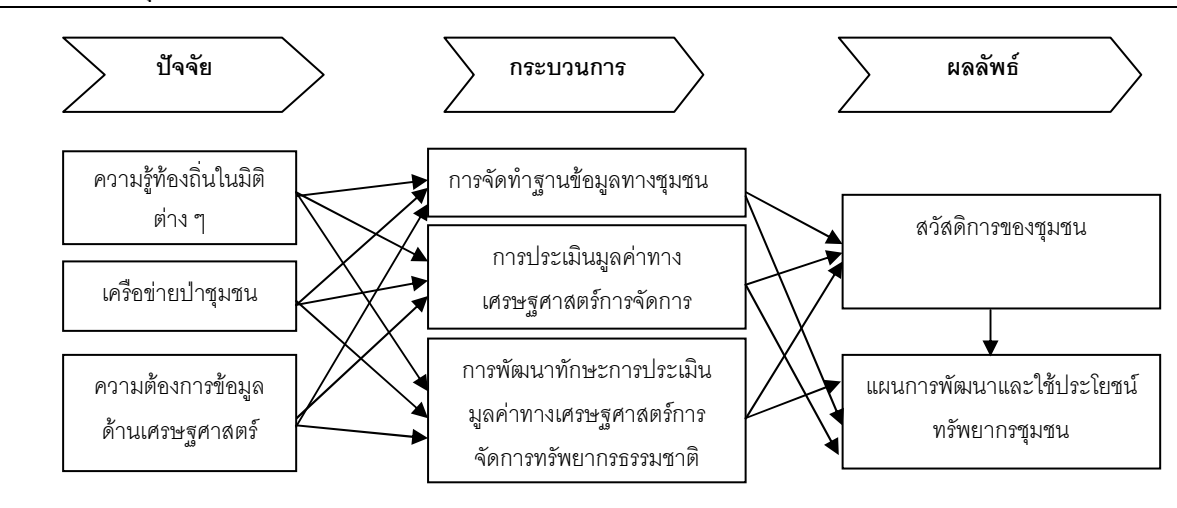 ปัจจัย
กระบวนการ
ผลลัพธ์
ความรู้ท้องถิ่นในมิติ
ต่าง ๆ
เครือข่ายป่าชุมชน
ความต้องการข้อมูล
ด้านเศรษฐศาสตร์
การจัดทำฐานข้อมูลทางชุมชน
การประเมินมูลค่าทาง
เศรษฐศาสตร์การจัดการ
การพัฒนาทักษะการประเมิน
มูลค่าทางเศรษฐศาสตร์การ
จัดการทรัพยากรธรรมชาติ
สวัสดิการของชุมชน
แผนการพัฒนาและใช้ประโยชน์
ทรัพยากรชุมชน